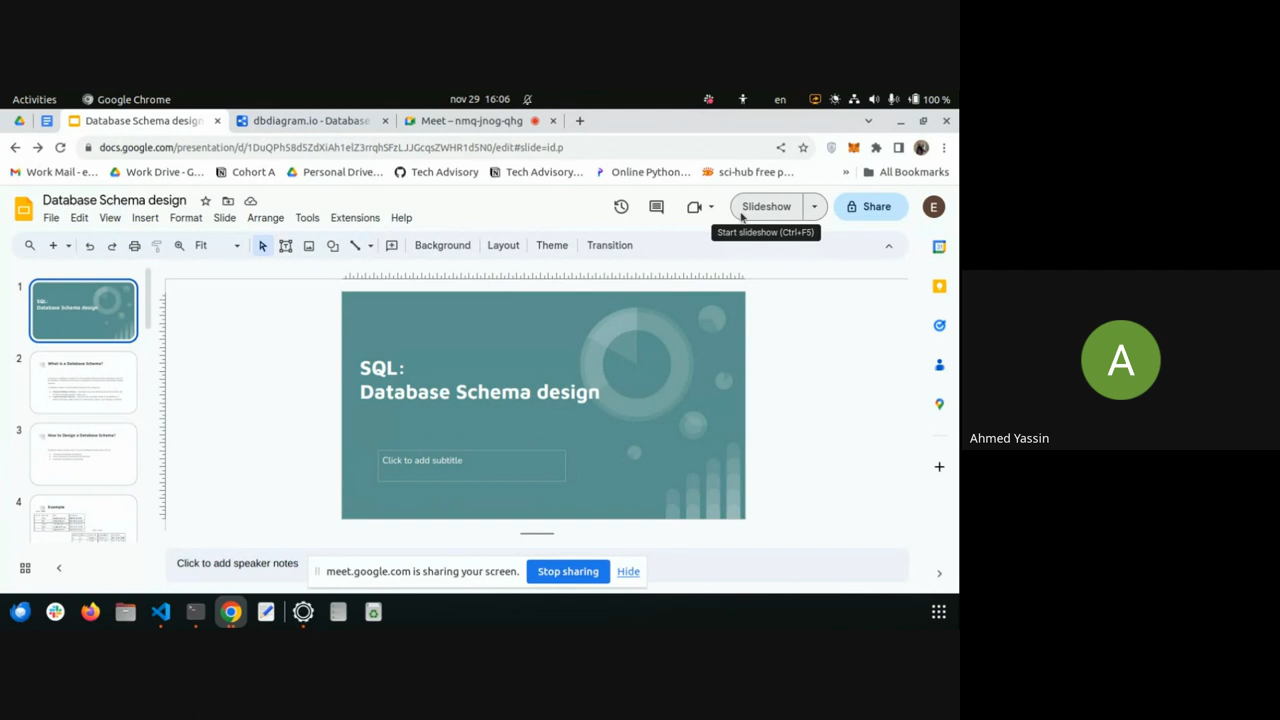 Activities
Google Chrome
nov 29 16:06
en
100 %
Database Schema design
dbdiagram.io - Database
Meet – nmq-jnog-qhg
docs.google.com/presentation/d/1DuQPh58d5ZdXiAh1elZ3rrqhSFzLJJGcqsZWHR1d5N0/edit#slide=id.p
Work Mail - e...
Work Drive - G...
Cohort A
Personal Drive...
Tech Advisory
Tech Advisory...
Online Python...
sci-hub free p...
»
All Bookmarks
Database Schema design
File Edit View Insert Format Slide Arrange Tools Extensions Help
Slideshow
Share
E
Start slideshow (Ctrl+F5)
Fit
Background
Layout
Theme
Transition
1
SQL:
Database Schema design
2
What is a Database Schema?
3
How to Design a Database Schema?
4
Example
SQL:
Database Schema design
Click to add subtitle
Click to add speaker notes
meet.google.com is sharing your screen.
Stop sharing
Hide
A
Ahmed Yassin